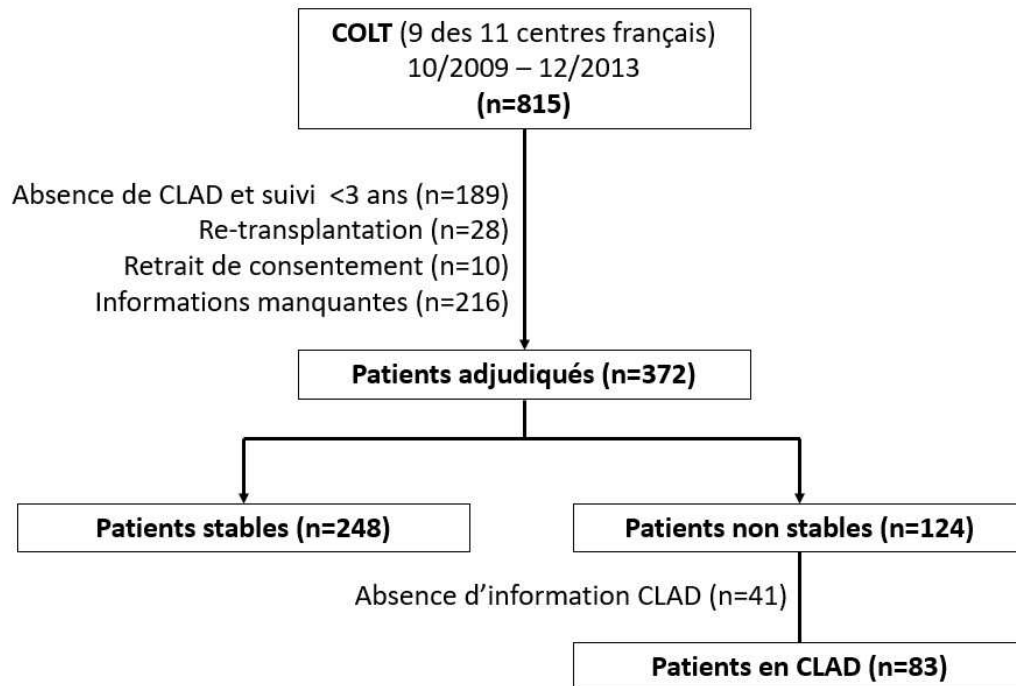 COLT (9 des 11 centres français)
10/2009 – 12/2013
(n=815)
Absence de CLAD et suivi <3 ans (n=189)
Re-transplantation (n=28)
Retrait de consentement (n=10)
Informations manquantes (n=216)
Patients adjudiqués (n=372)
Patients stables (n=248)
Patients non stables (n=124)
Absence d’information CLAD (n=41)
Patients en CLAD (n=83)